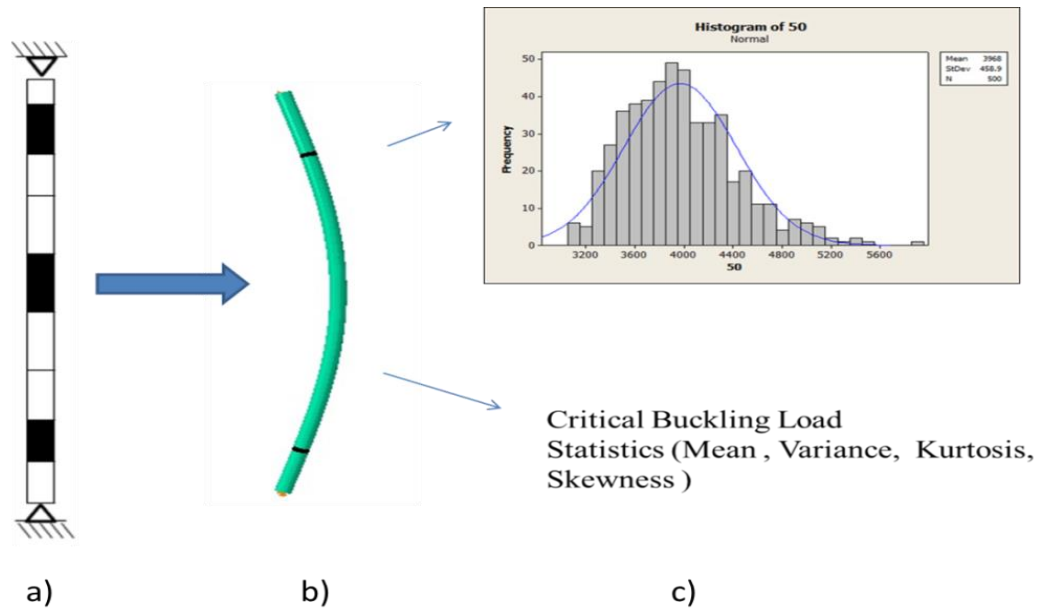 Histogram of 50
Normal
Mean 3968
StDev 458.9
N 500
Frequency
50
40
30
20
10
0
3200 3600 4000 4400 4800 5200 5600
50
Critical Buckling Load
Statistics (Mean , Variance, Kurtosis,
Skewness )
a) b) c)